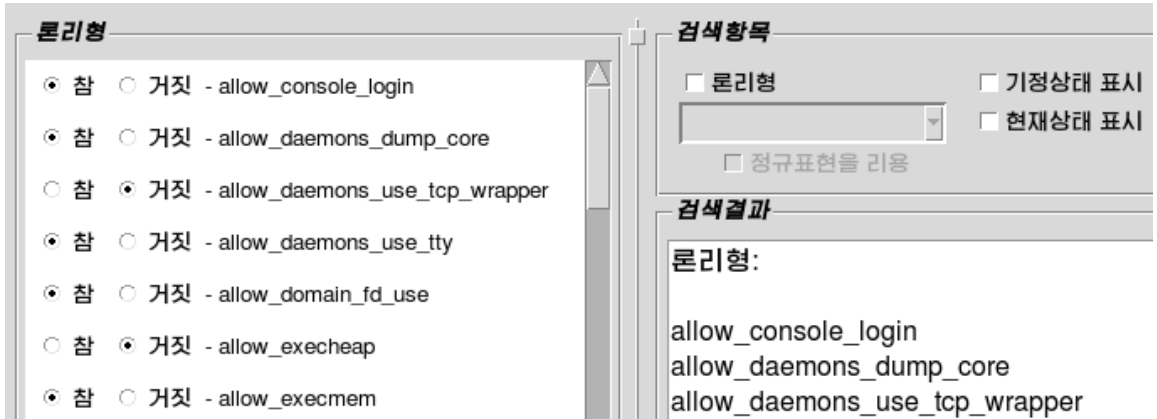 론리형
참 거짓 - allow_console_login
참 거짓 - allow_daemons_dump_core
참 거짓 - allow_daemons_use_tcp_wrapper
참 거짓 - allow_daemons_use_tty
참 거짓 - allow_domain_fd_use
참 거짓 - allow_execheap
참 거짓 - allow_execmem
검색항목
론리형
기정상태 표시
현재상태 표시
정규표현을 리용
검색결과
론리형:
allow_console_login
allow_daemons_dump_core
allow_daemons_use_tcp_wrapper